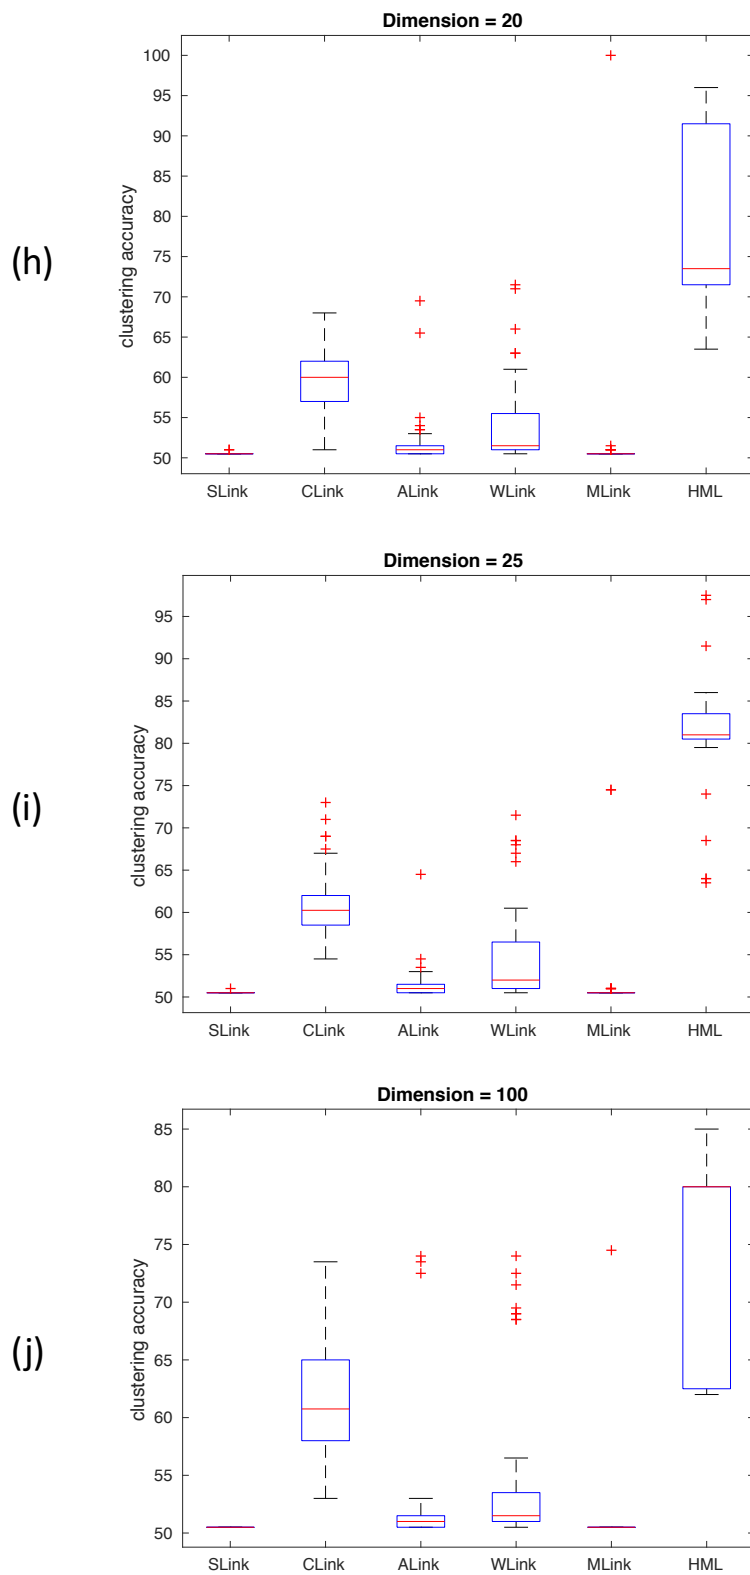 Dimension = 20
(h)
clustering accuracy
100
95
90
85
80
75
70
65
60
55
50
SLink CLink ALink WLink MLink HML
Dimension = 25
(i)
clustering accuracy
95
90
85
80
75
70
65
60
55
50
SLink CLink ALink WLink MLink HML
Dimension = 100
(j)
clustering accuracy
85
80
75
70
65
60
55
50
SLink CLink ALink WLink MLink HML